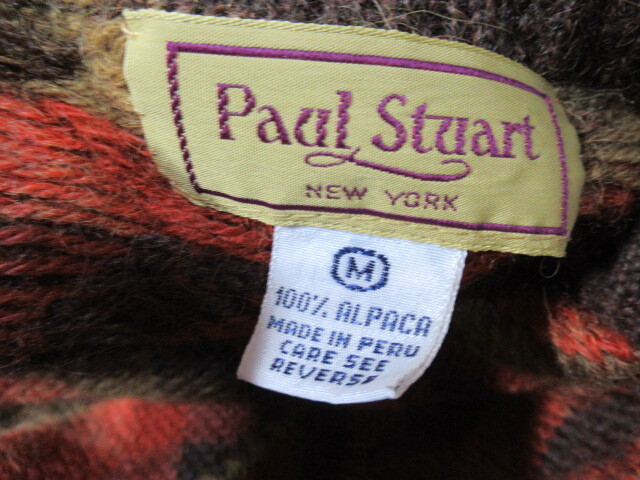 Paul Stuart
NEW YORK
M
100% ALPACA
MADE IN PERU
CARE SEE
REVERSE